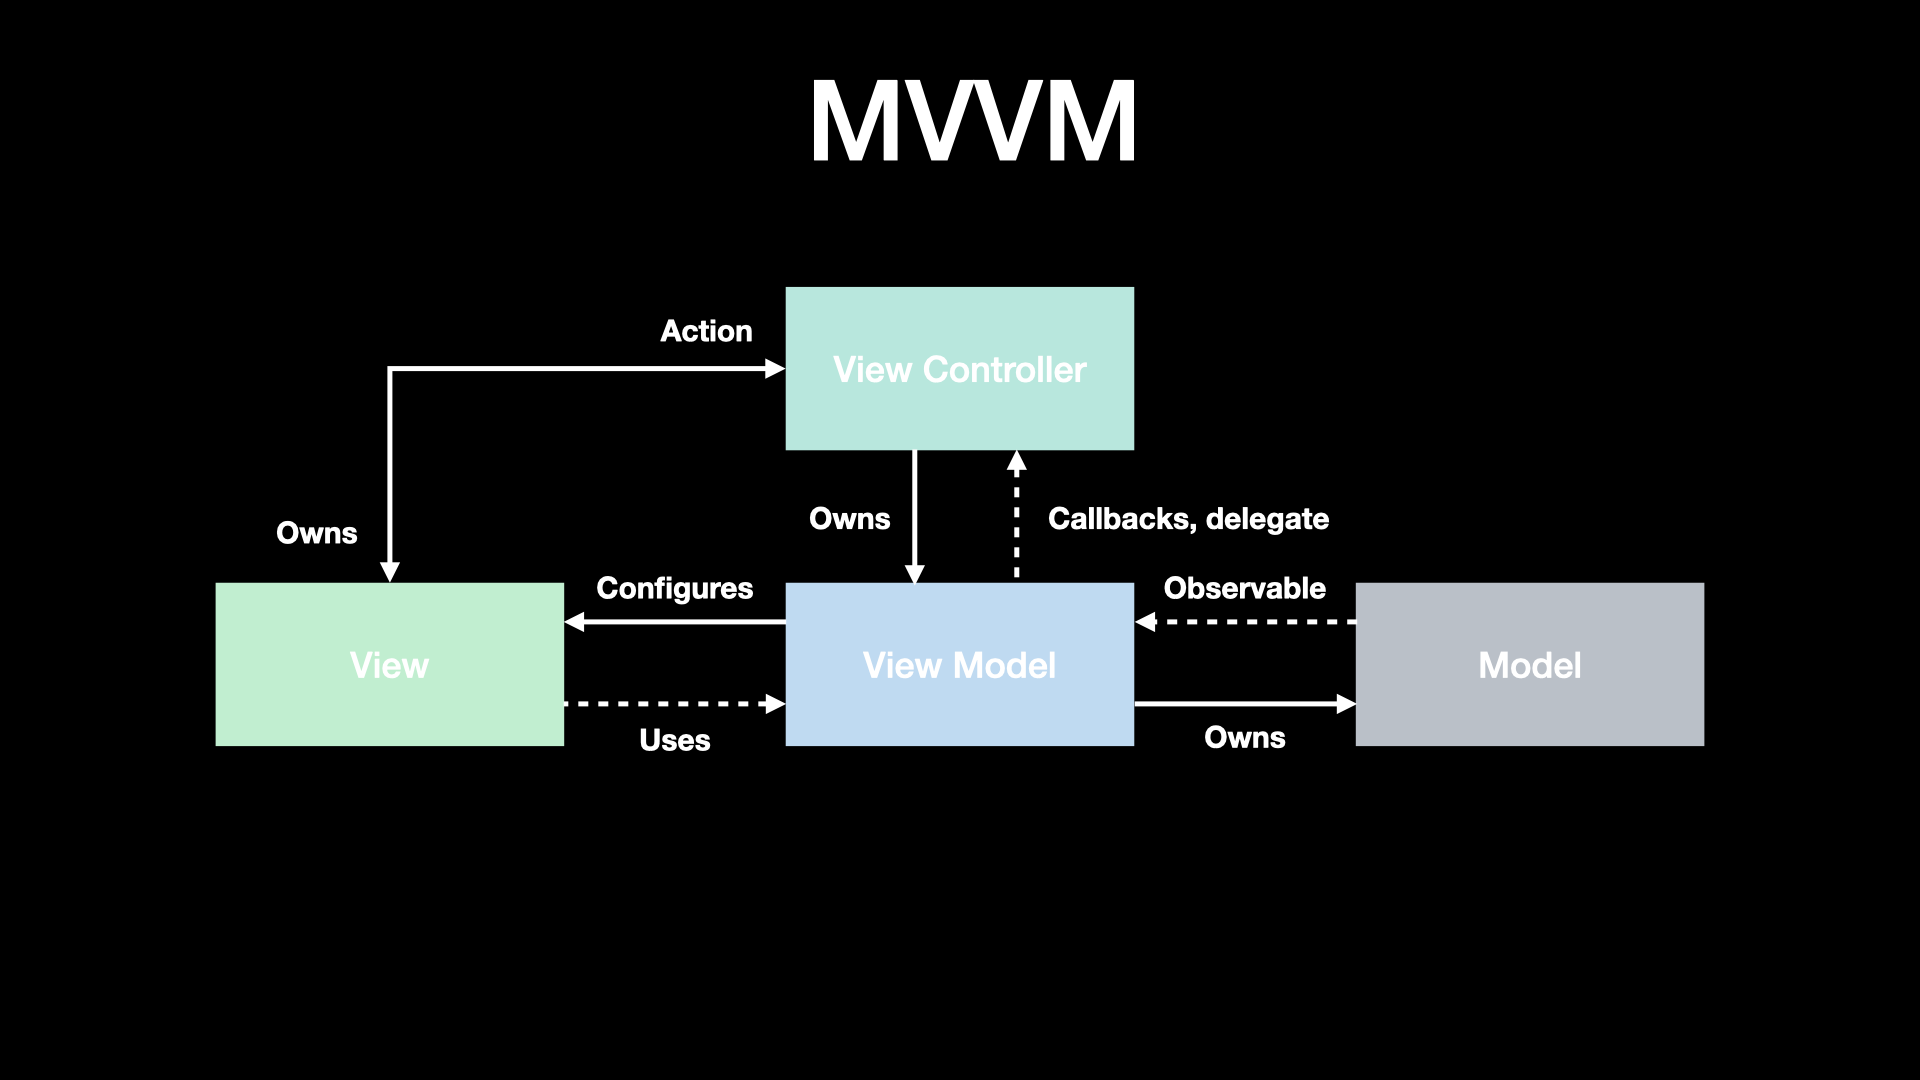 MVVM
Action
View Controller
Owns
Owns
Callbacks, delegate
Configures
Observable
View
View Model
Model
Uses
Owns